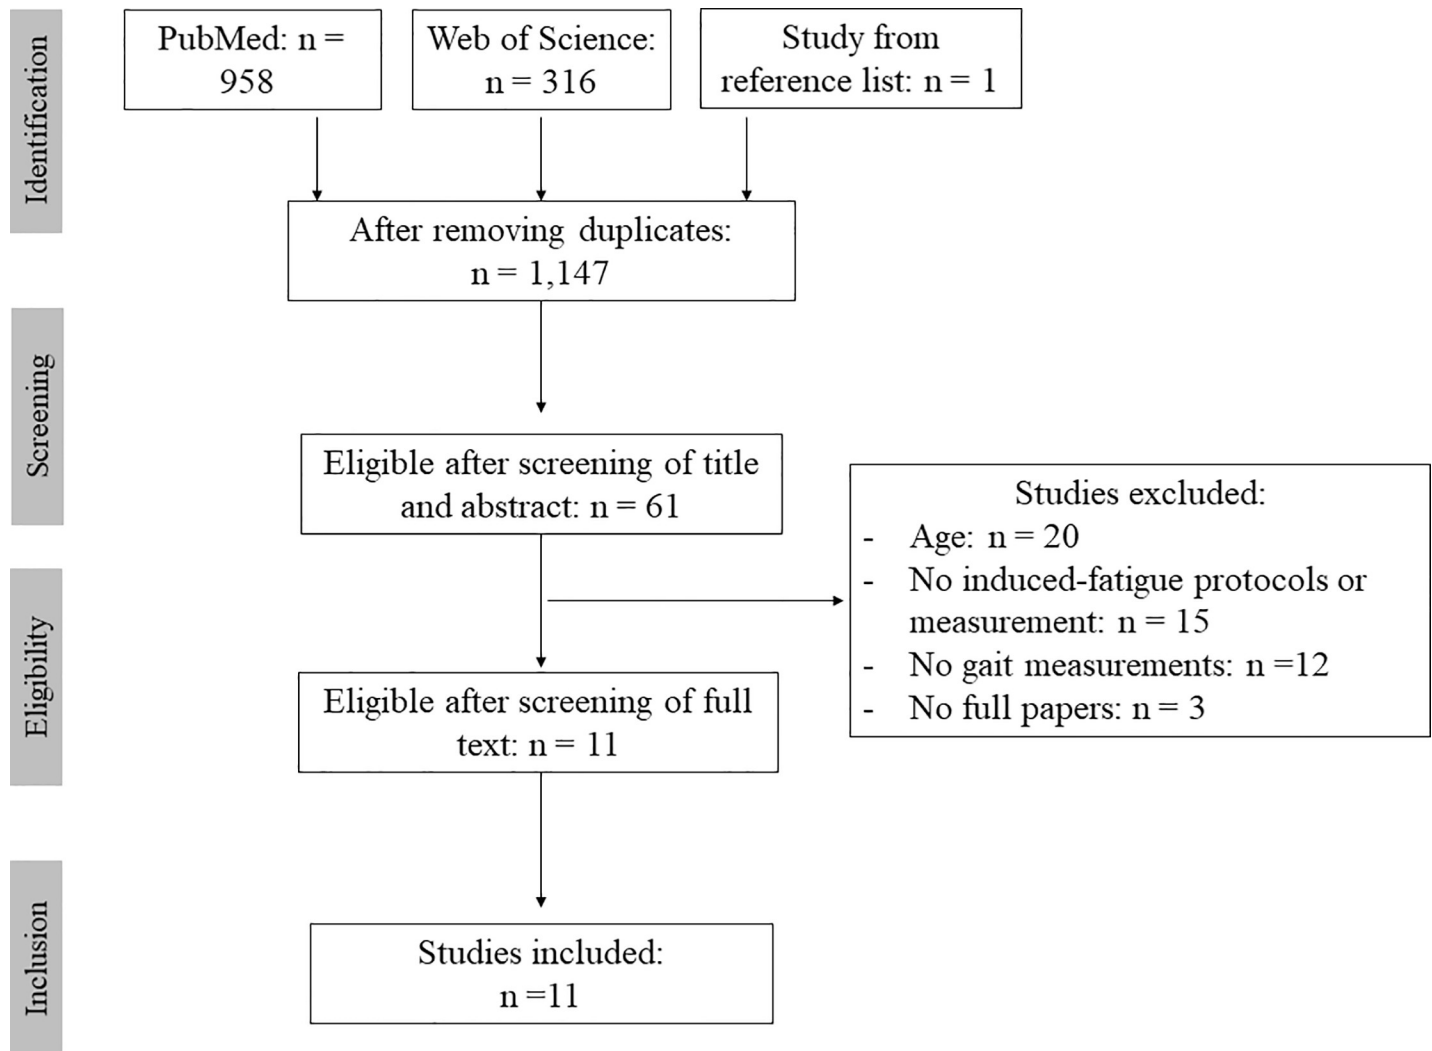 Identification
PubMed: n =
958
Web of Science:
n = 316
Study from
reference list: n = 1
After removing duplicates:
n = 1,147
Screening
Eligible after screening of title
and abstract: n = 61
Studies excluded:
- Age: n = 20
- No induced-fatigue protocols or
measurement: n = 15
- No gait measurements: n =12
- No full papers: n = 3
Eligibility
Eligible after screening of full
text: n = 11
Inclusion
Studies included:
n =11